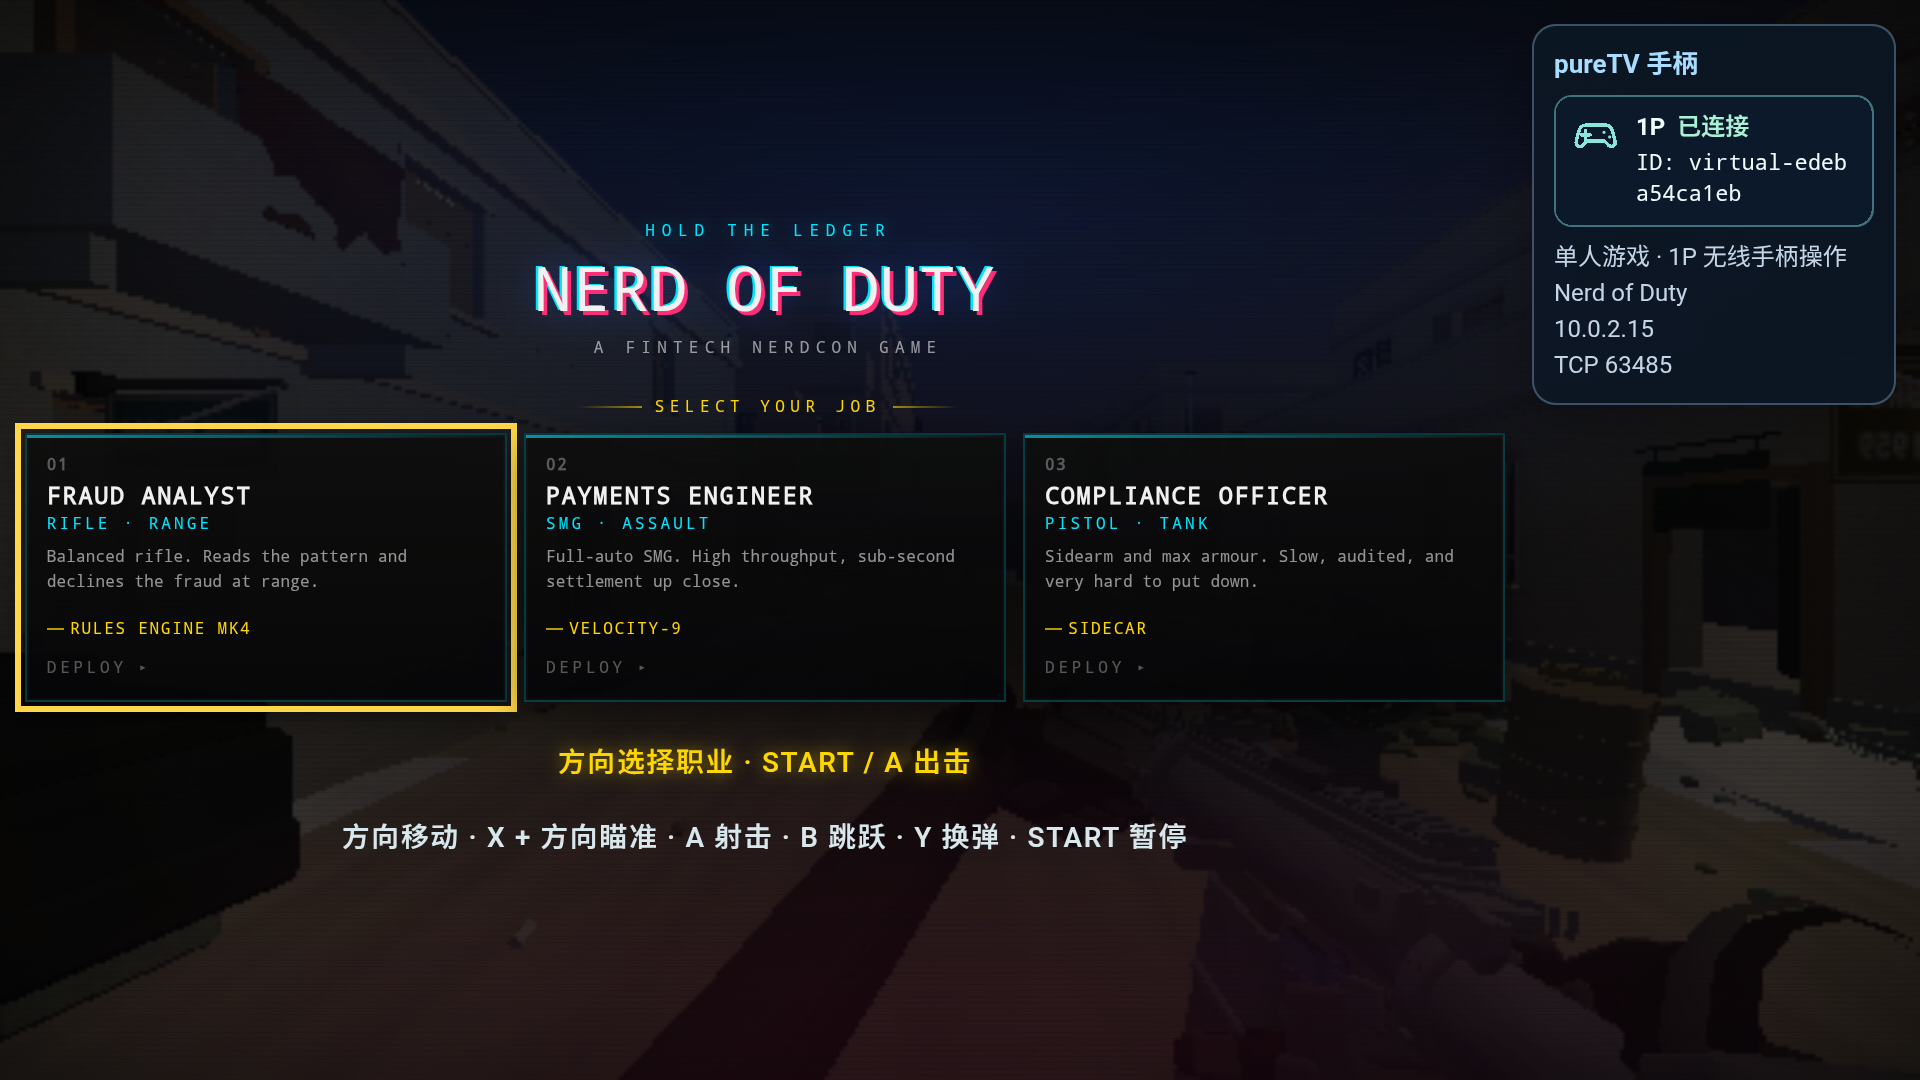 HOLD THE LEDGER
NERD OF DUTY
A FINTECH NERDCON GAME
SELECT YOUR JOB
01
FRAUD ANALYST
RIFLE · RANGE
Balanced rifle. Reads the pattern and
declines the fraud at range.
— RULES ENGINE MK4
DEPLOY ▸
02
PAYMENTS ENGINEER
SMG · ASSAULT
Full-auto SMG. High throughput, sub-second
settlement up close.
— VELOCITY-9
DEPLOY ▸
03
COMPLIANCE OFFICER
PISTOL · TANK
Sidearm and max armour. Slow, audited, and
very hard to put down.
— SIDECAR
DEPLOY ▸
方向选择职业 · START / A 出击
方向移动 · X + 方向瞄准 · A 射击 · B 跳跃 · Y 换弹 · START 暂停
pureTV 手柄
1P 已连接
ID: virtual-edeb
a54ca1eb
单人游戏 · 1P 无线手柄操作
Nerd of Duty
10.0.2.15
TCP 63485